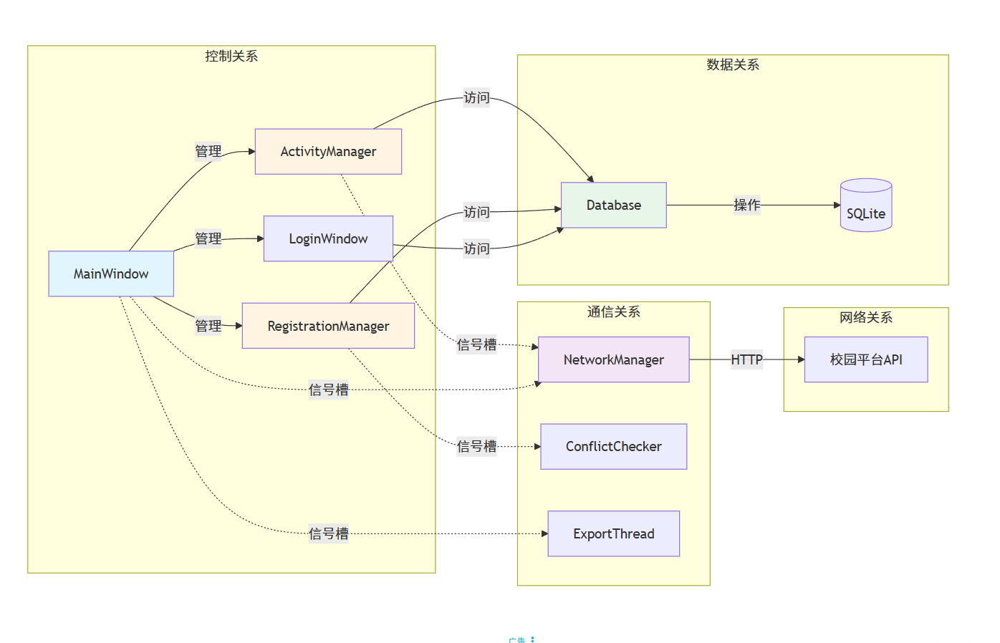 控制关系
数据关系
访问
管理
ActivityManager
Database
操作
SQLite
访问
管理
LoginWindow
访问
MainWindow
通信关系
网络关系
管理
RegistrationManager
信号槽
NetworkManager
HTTP
校园平台API
信号槽
信号槽
ConflictChecker
信号槽
ExportThread
广告